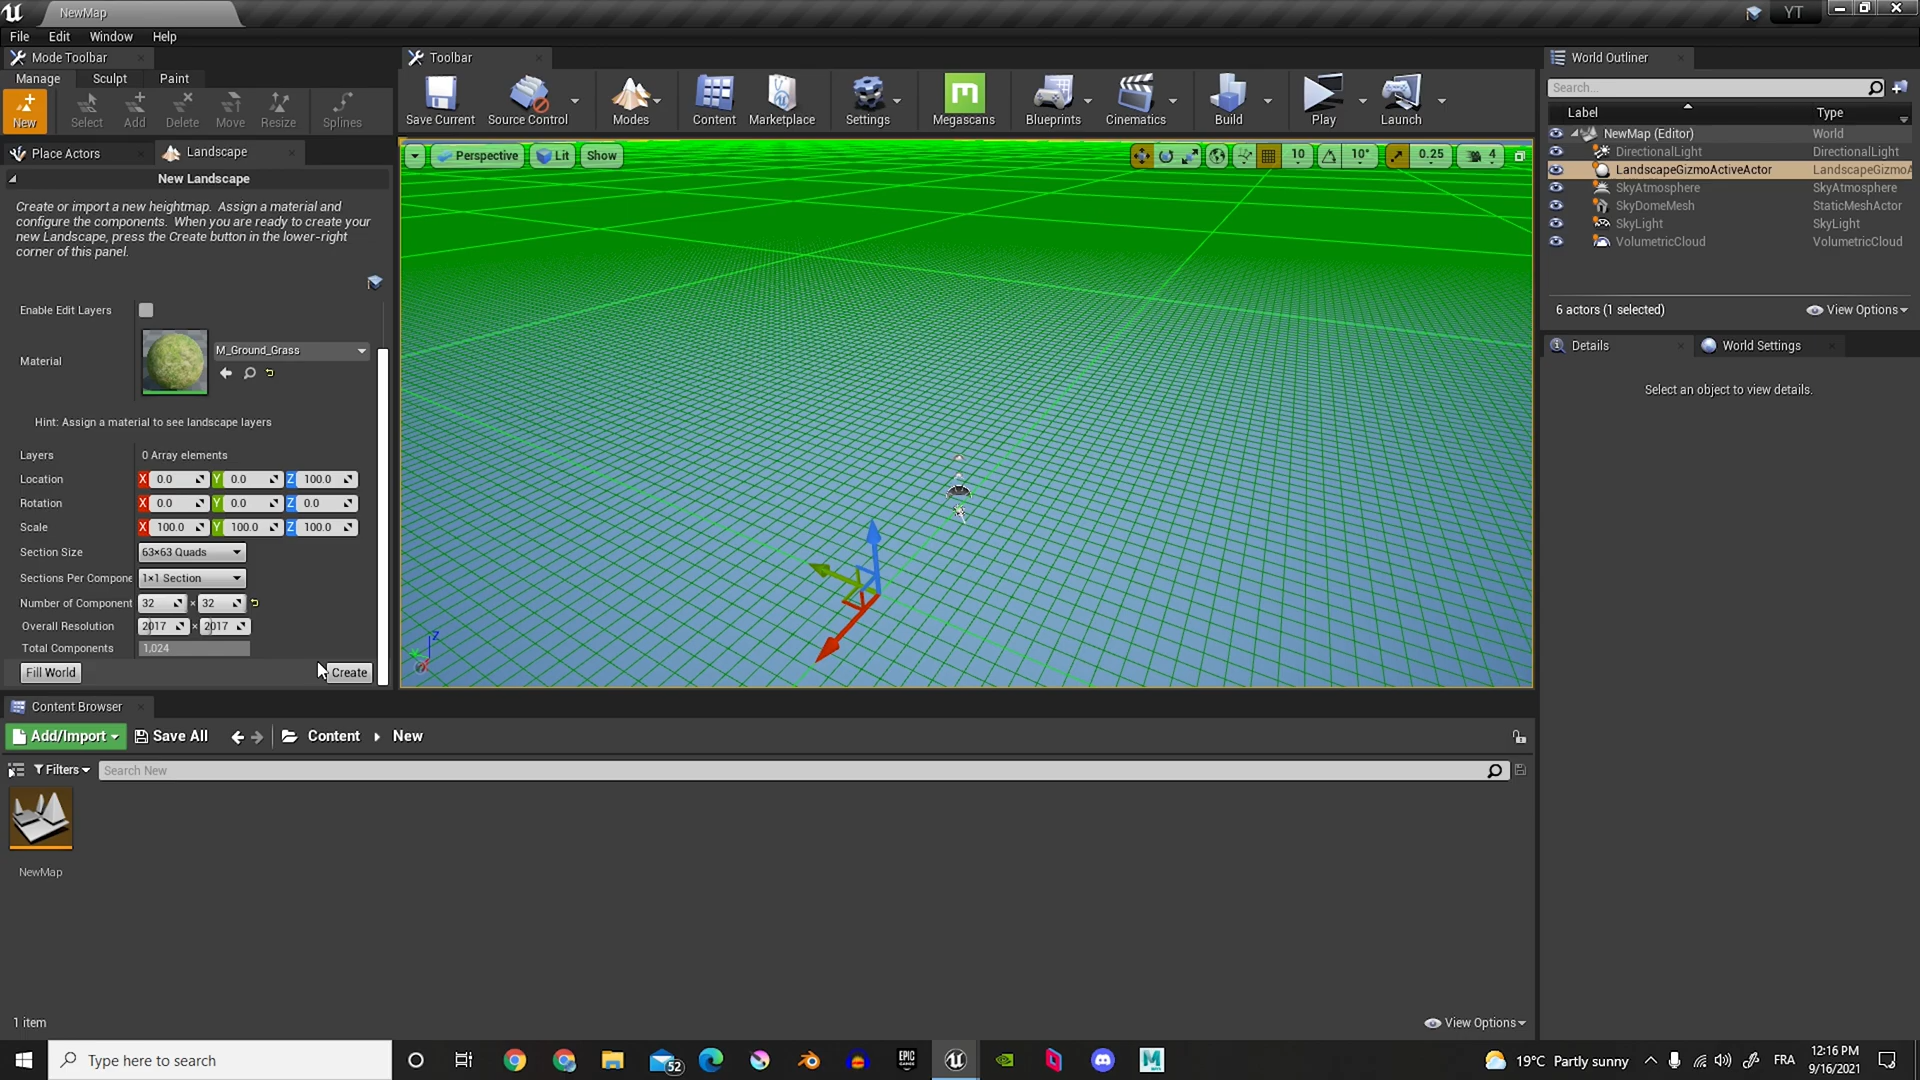 NewMap
YT
File Edit Window Help
Mode Toolbar
Toolbar
World Outliner
Manage Sculpt Paint
New Select Add Delete Move Resize Splines
Save Current Source Control Modes Content Marketplace Settings Megascans Blueprints Cinematics Build Play Launch
Search...
Label Type
NewMap (Editor) World
DirectionalLight DirectionalLight
LandscapeGizmoActiveActor LandscapeGizmoA
SkyAtmosphere SkyAtmosphere
SkyDomeMesh StaticMeshActor
SkyLight SkyLight
VolumetricCloud VolumetricCloud
6 actors (1 selected) View Options
Place Actors Landscape
Perspective Lit Show 10 10° 0.25 4
New Landscape
Create or import a new heightmap. Assign a material and
configure the components. When you are ready to create your
new Landscape, press the Create button in the lower-right
corner of this panel.
Enable Edit Layers
Material M_Ground_Grass
Hint: Assign a material to see landscape layers
Layers 0 Array elements
Location X 0.0 Y 0.0 Z 100.0
Rotation X 0.0 Y 0.0 Z 0.0
Scale X 100.0 Y 100.0 Z 100.0
Section Size 63×63 Quads
Sections Per Compone 1×1 Section
Number of Component 32 × 32
Overall Resolution 2017 × 2017
Total Components 1,024
Fill World Create
Z
Details World Settings
Select an object to view details.
Content Browser
Add/Import Save All Content New
Filters Search New
NewMap
1 item View Options
Type here to search
52
EPIC GAMES
M
19°C Partly sunny FRA 12:16 PM
9/16/2021